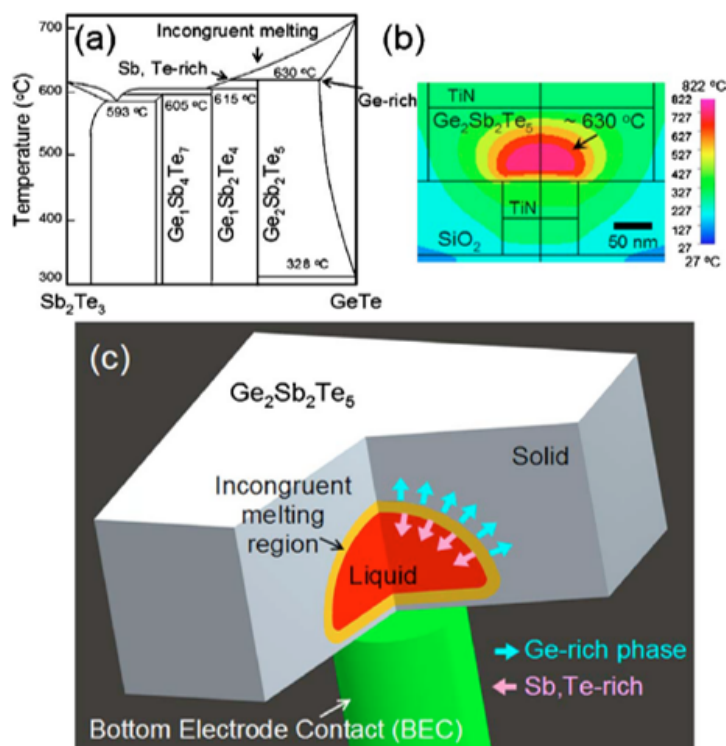 (a)
Temperature (°C)
700
600
500
400
300
Incongruent melting
Sb, Te-rich
630 °C
Ge-rich
593 °C
605 °C
615 °C
Ge1Sb4Te7
Ge1Sb2Te4
Ge2Sb2Te5
328 °C
Sb2Te3
GeTe
(b)
TiN
Ge2Sb2Te5
~ 630 °C
TiN
SiO2
50 nm
822 °C
822
727
627
527
427
327
227
127
27
27 °C
(c)
Ge2Sb2Te5
Solid
Incongruent
melting
region
Liquid
Ge-rich phase
Sb,Te-rich
Bottom Electrode Contact (BEC)